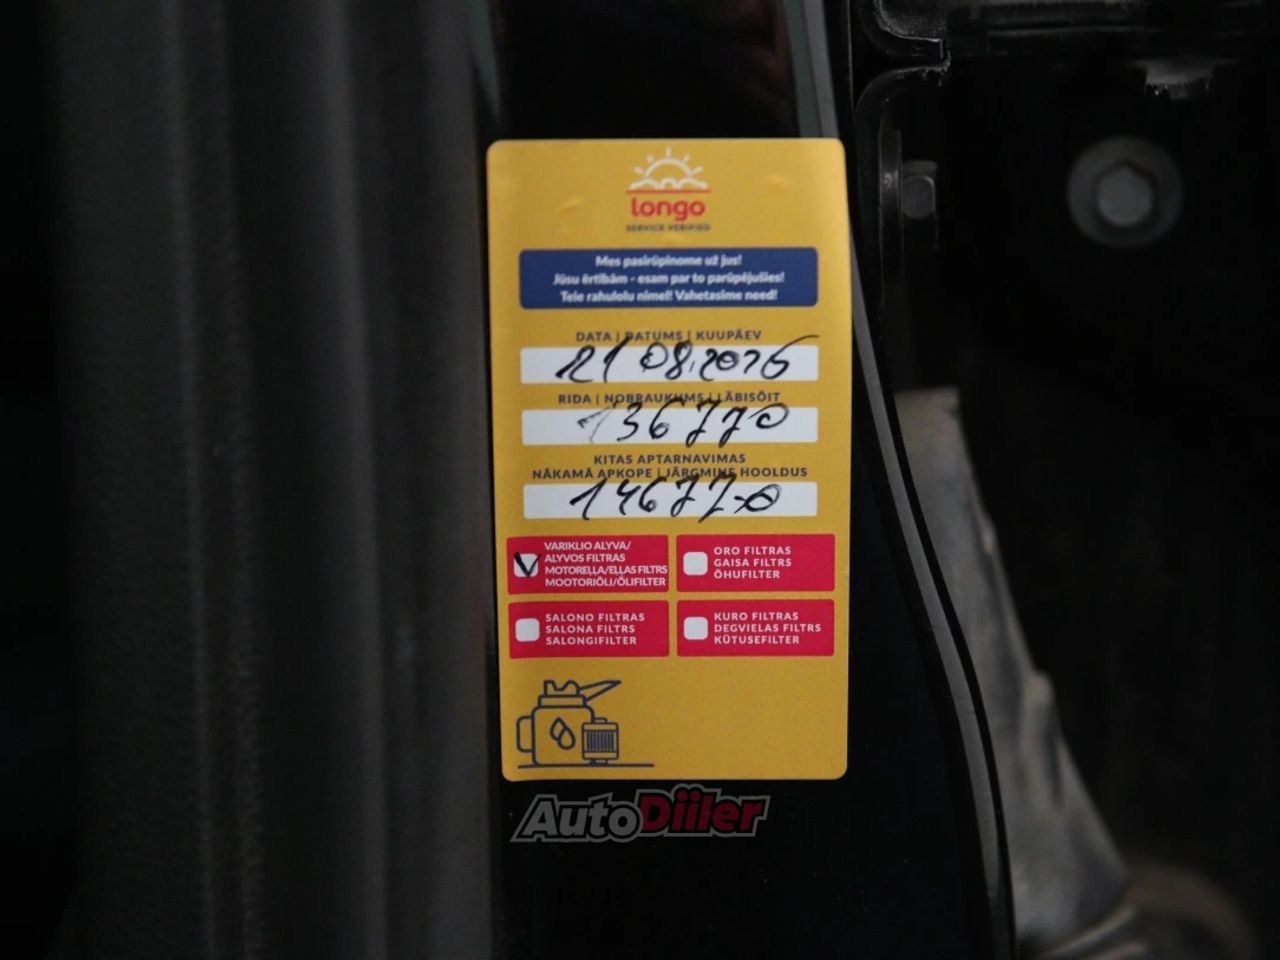 longo
SERVICE VERIFIED
Mes pasirūpinome už jus!
Jūsu ērtībām - esam par to parūpējušies!
Teie rahulolu nimel! Vahetasime need!
DATA | DATUMS | KUUPÄEV
21 08.2026
RIDA | NOBRAUKUMS | LÄBISÕIT
136770
KITAS APTARNAVIMAS
NĀKAMĀ APKOPE | JÄRGMINE HOOLDUS
146770
VARIKLIO ALYVA/
ALYVOS FILTRAS
MOTOREĻĻA/EĻĻAS FILTRS
MOOTORIÕLI/ÕLIFILTER
ORO FILTRAS
GAISA FILTRS
ÕHUFILTER
SALONO FILTRAS
SALONA FILTRS
SALONGIFILTER
KURO FILTRAS
DEGVIELAS FILTRS
KÜTUSEFILTER
AutoDiiler